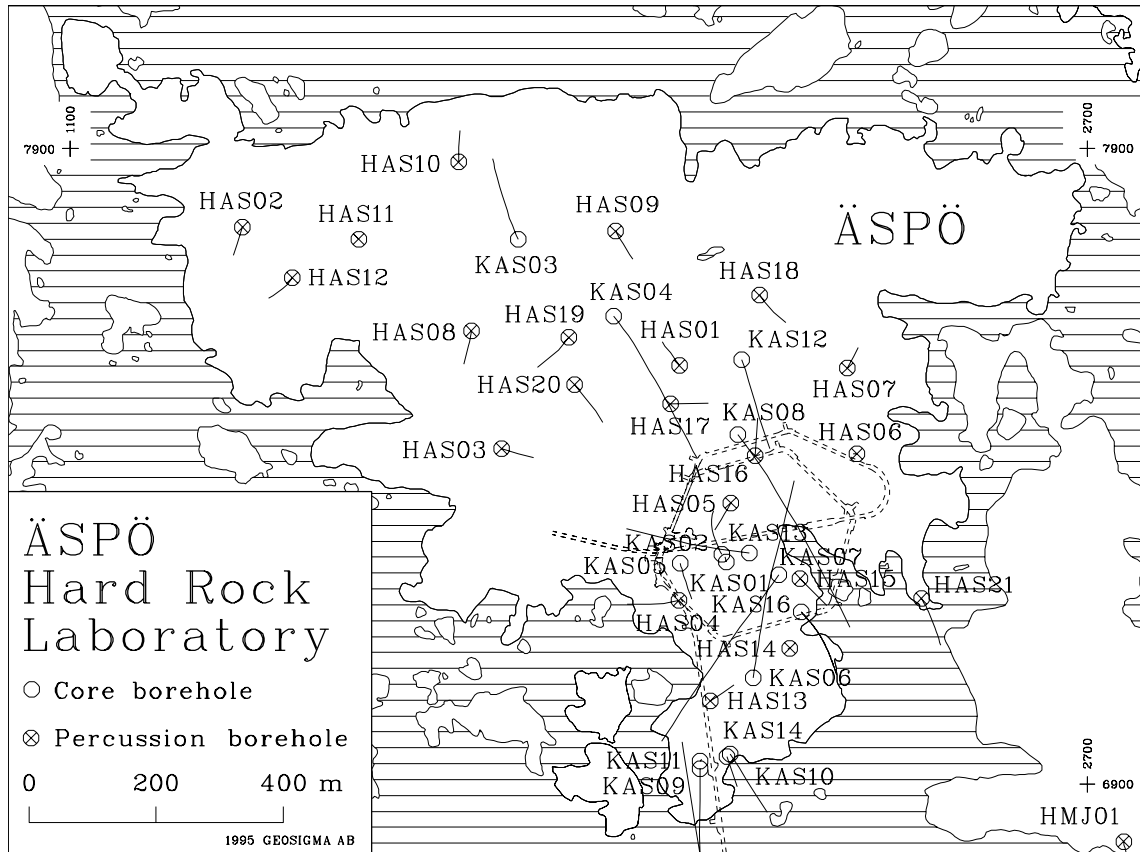 1100
2700
7900
7900
HAS10
HAS02
HAS11
HAS09
ÄSPÖ
KAS03
HAS12
HAS18
KAS04
HAS19
HAS08
HAS01
KAS12
HAS20
HAS07
KAS08
HAS17
HAS06
HAS03
HAS16
HAS05
KAS13
KAS02
KAS07
KAS05
KAS01
HAS15
HAS21
KAS16
HAS04
HAS14
KAS06
HAS13
KAS14
KAS11
KAS10
KAS09
2700
6900
HMJ01
ÄSPÖ
Hard Rock
Laboratory
Core borehole
Percussion borehole
0 200 400 m
1995 GEOSIGMA AB